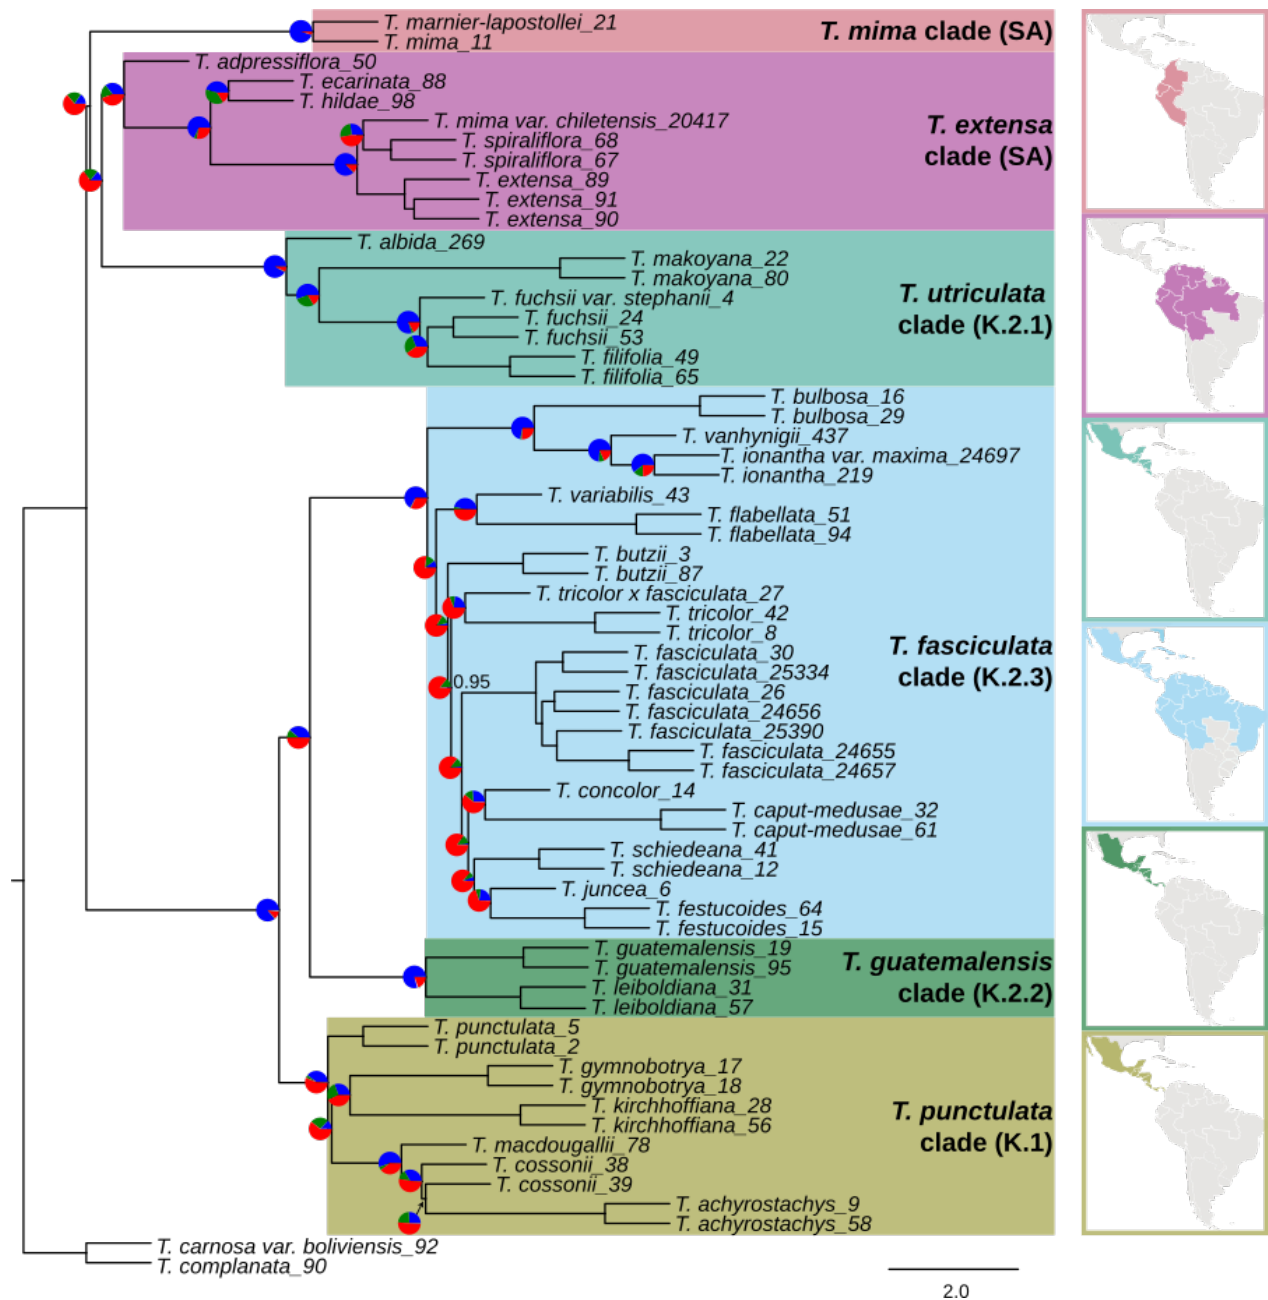 T. marnier-lapostollei_21
T. mima_11
T. mima clade (SA)
T. adpressiflora_50
T. ecarinata_88
T. hildae_98
T. mima var. chiletensis_20417
T. spiraliflora_68
T. spiraliflora_67
T. extensa_89
T. extensa_91
T. extensa_90
T. extensa
clade (SA)
T. albida_269
T. makoyana_22
T. makoyana_80
T. fuchsii var. stephanii_4
T. fuchsii_24
T. fuchsii_53
T. filifolia_49
T. filifolia_65
T. utriculata
clade (K.2.1)
T. bulbosa_16
T. bulbosa_29
T. vanhynigii_437
T. ionantha var. maxima_24697
T. ionantha_219
T. variabilis_43
T. flabellata_51
T. flabellata_94
T. butzii_3
T. butzii_87
T. tricolor x fasciculata_27
T. tricolor_42
T. tricolor_8
T. fasciculata_30
T. fasciculata_25334
0.95
T. fasciculata_26
T. fasciculata_24656
T. fasciculata_25390
T. fasciculata_24655
T. fasciculata_24657
T. concolor_14
T. caput-medusae_32
T. caput-medusae_61
T. schiedeana_41
T. schiedeana_12
T. juncea_6
T. festucoides_64
T. festucoides_15
T. fasciculata
clade (K.2.3)
T. guatemalensis_19
T. guatemalensis_95
T. leiboldiana_31
T. leiboldiana_57
T. guatemalensis
clade (K.2.2)
T. punctulata_5
T. punctulata_2
T. gymnobotrya_17
T. gymnobotrya_18
T. kirchhoffiana_28
T. kirchhoffiana_56
T. macdougallii_78
T. cossonii_38
T. cossonii_39
T. achyrostachys_9
T. achyrostachys_58
T. punctulata
clade (K.1)
T. carnosa var. boliviensis_92
T. complanata_90
2.0